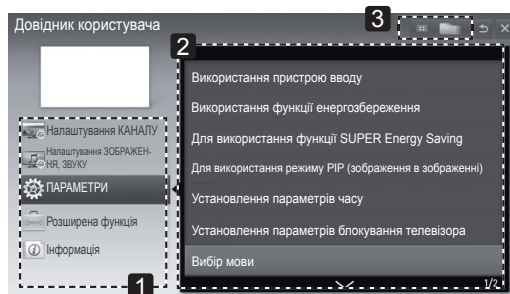 Довідник користувача
3
2
Налаштування КАНАЛУ
Налаштування ЗОБРАЖЕН-
НЯ, ЗВУКУ
ПАРАМЕТРИ
Розширена функція
Інформація
1
Використання пристрою вводу
Використання функції енергозбереження
Для використання функції SUPER Energy Saving
Для використання режиму PIP (зображення в зображенні)
Установлення параметрів часу
Установлення параметрів блокування телевізора
Вибір мови
1/2